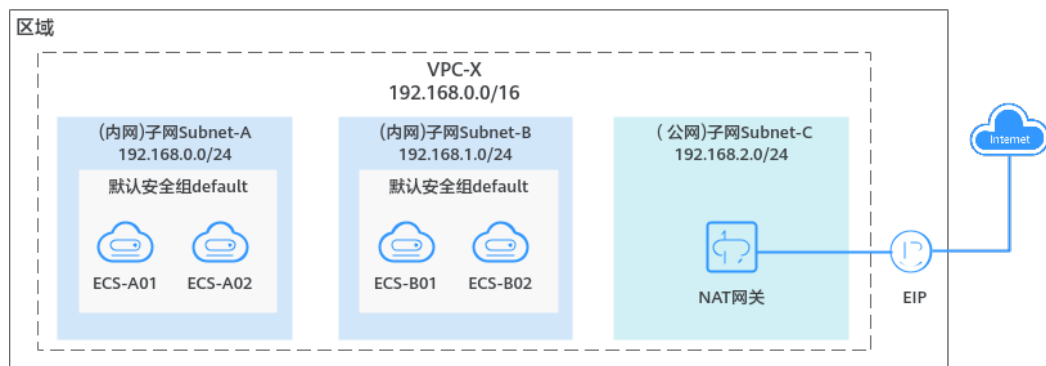 区域
VPC-X
192.168.0.0/16
(内网)子网Subnet-A
192.168.0.0/24
默认安全组default
ECS-A01
ECS-A02
(内网)子网Subnet-B
192.168.1.0/24
默认安全组default
ECS-B01
ECS-B02
( 公网)子网Subnet-C
192.168.2.0/24
NAT网关
EIP
Internet